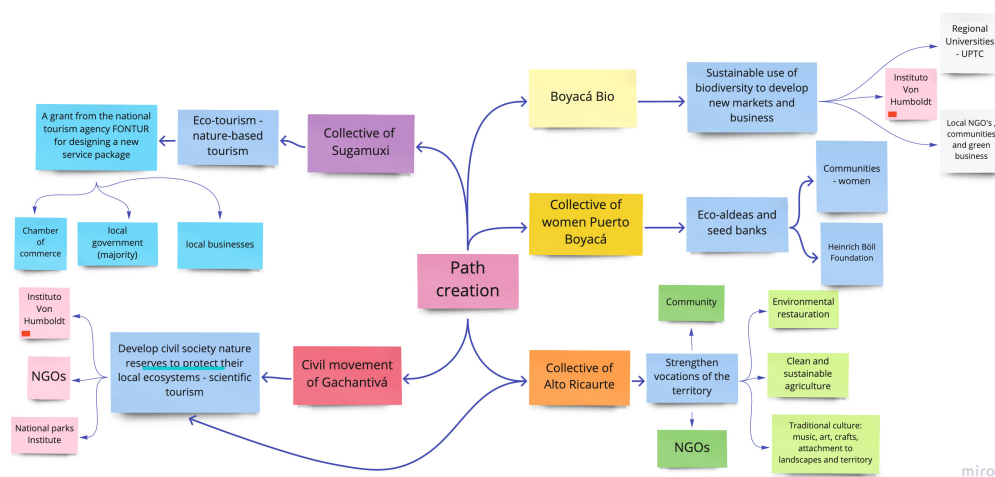 Regional
Universities
- UPTC
Boyacá Bio
Sustainable use of
biodiversity to develop
new markets and
business
Instituto
Von
Humboldt
Local NGO's,
communities
and green
business
A grant from the national
tourism agency FONTUR
for designing a new
service package
Eco-tourism -
nature-based
tourism
Collective of
Sugamuxi
Chamber
of
commerce
local
government
(majority)
local businesses
Collective of
women Puerto
Boyacá
Eco-aldeas and
seed banks
Communities
- women
Heinrich Böll
Foundation
Path
creation
Instituto
Von
Humboldt
NGOs
National parks
Institute
Develop civil society nature
reserves to protect their
local ecosystems - scientific
tourism
Civil movement
of Gachantivá
Collective of
Alto Ricaurte
Community
Strengthen
vocations of the
territory
NGOs
Environmental
restauration
Clean and
sustainable
agriculture
Traditional culture:
music, art, crafts,
attachment to
landscapes and territory
miro